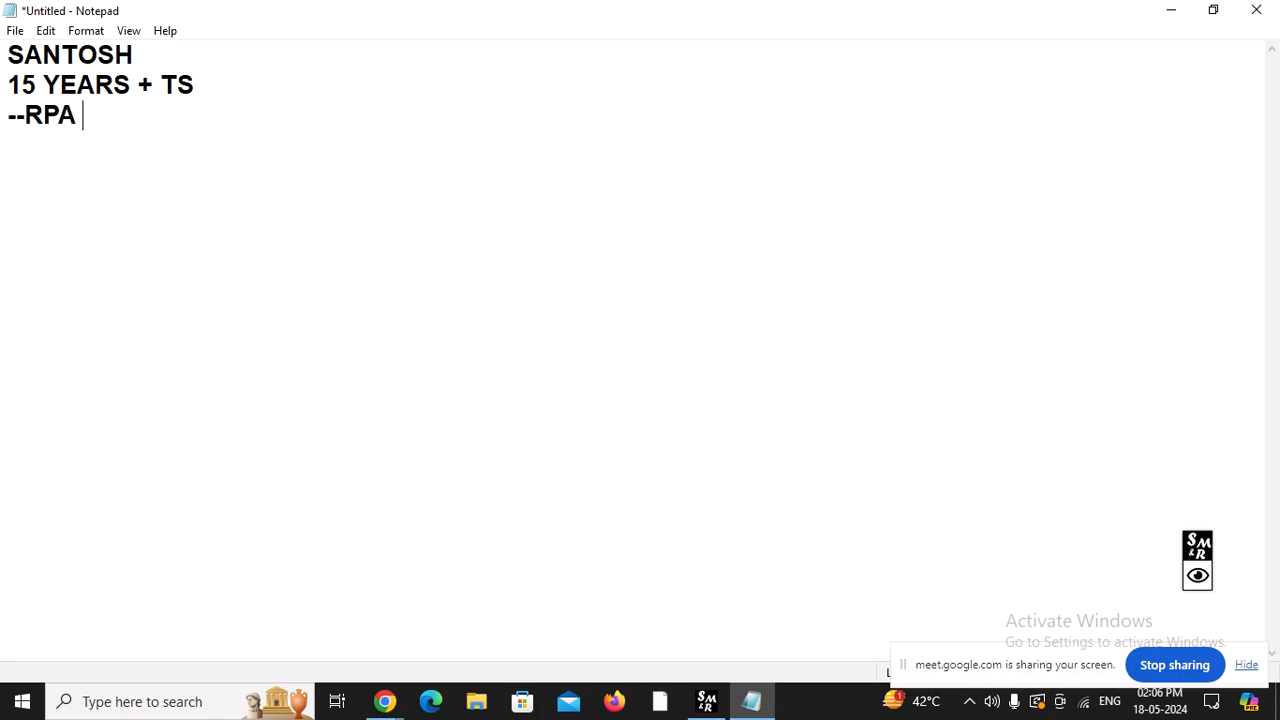 *Untitled - Notepad
File Edit Format View Help
SANTOSH
15 YEARS + TS
--RPA
S M & R
Activate Windows
Go to Settings to activate Windows.
meet.google.com is sharing your screen. Stop sharing Hide
Type here to search
S M & R
1 42°C ENG 02:06 PM 18-05-2024 PRE